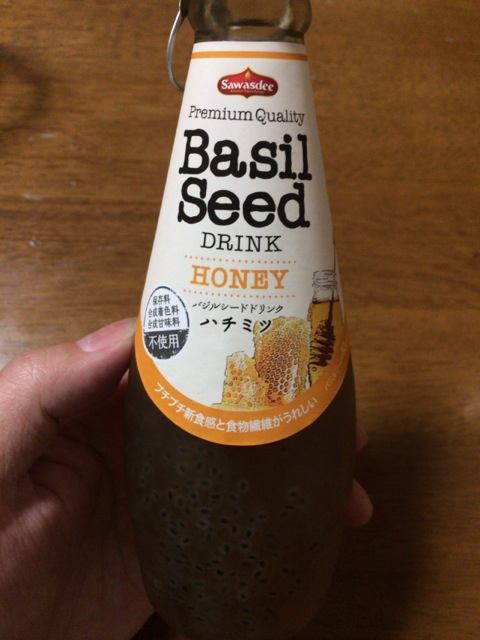 Sawasdee
Premium Quality
Basil
Seed
DRINK
HONEY
バジルシードドリンク
ハチミツ
保存料
合成着色料
合成甘味料
不使用
プチプチ新食感と食物繊維がうれしい